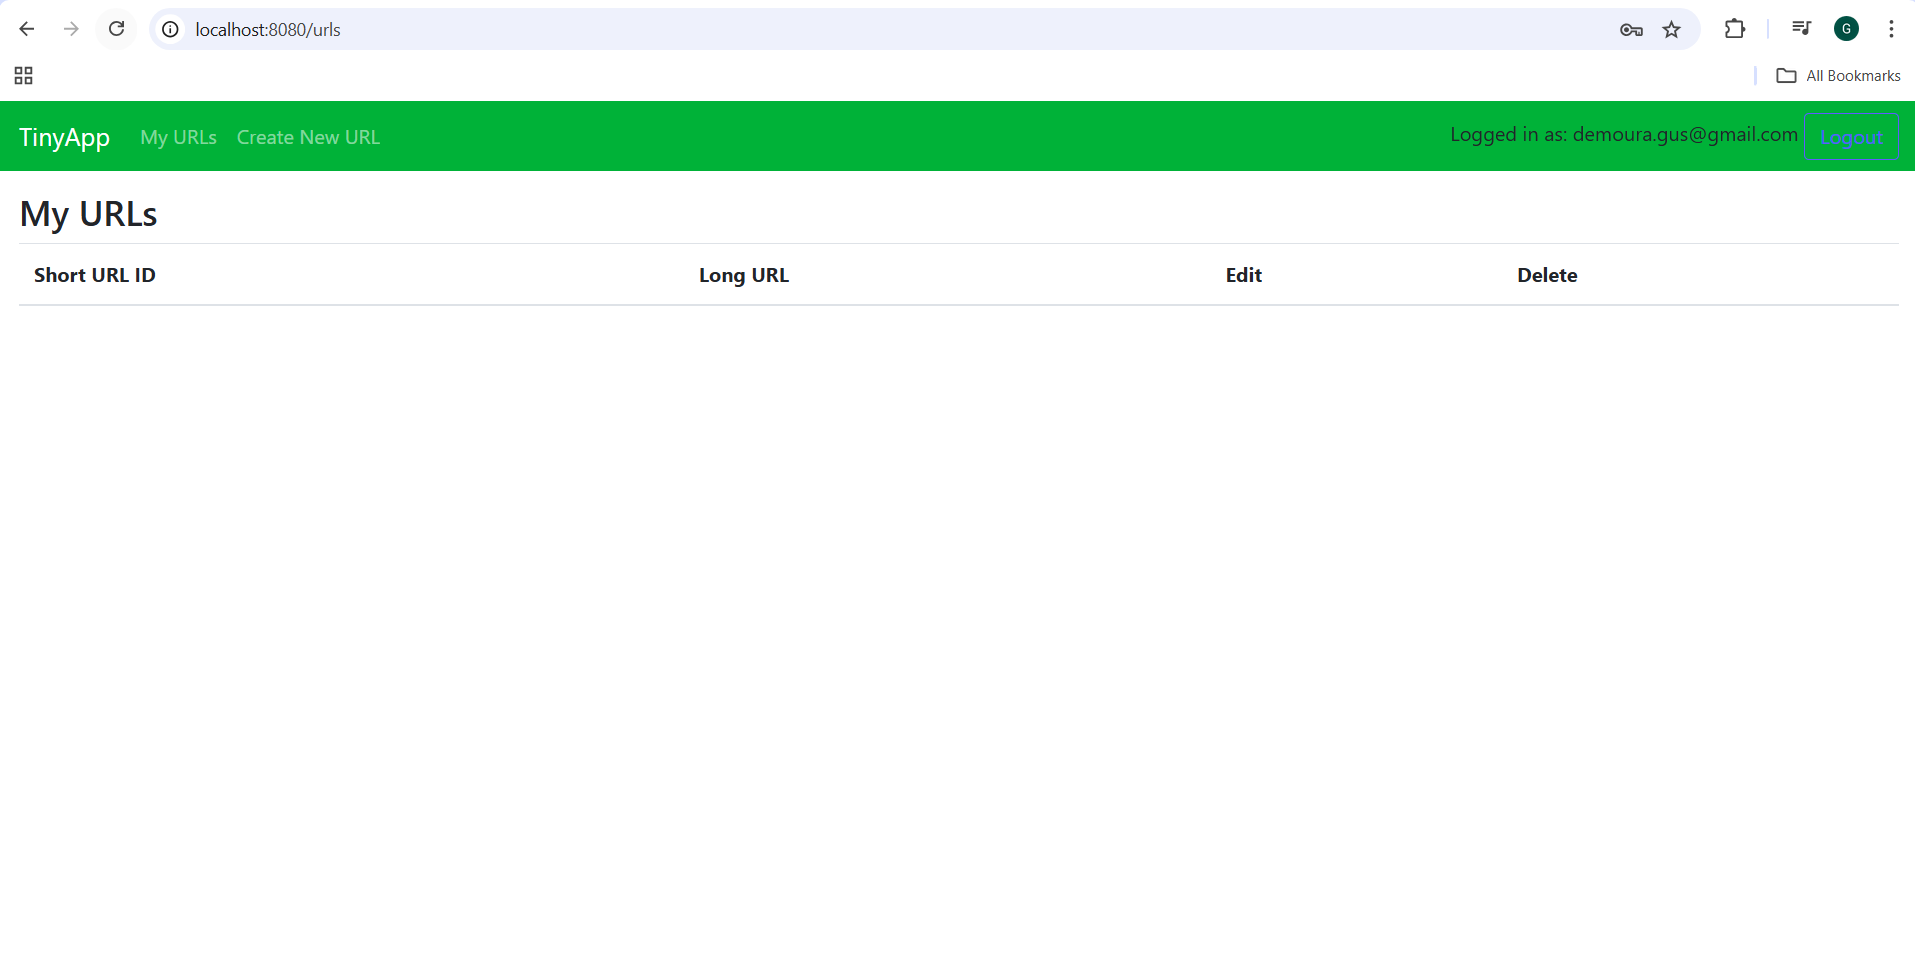 localhost:8080/urls
G
All Bookmarks
TinyApp My URLs Create New URL Logged in as: demoura.gus@gmail.com Logout
My URLs
Short URL ID Long URL Edit Delete